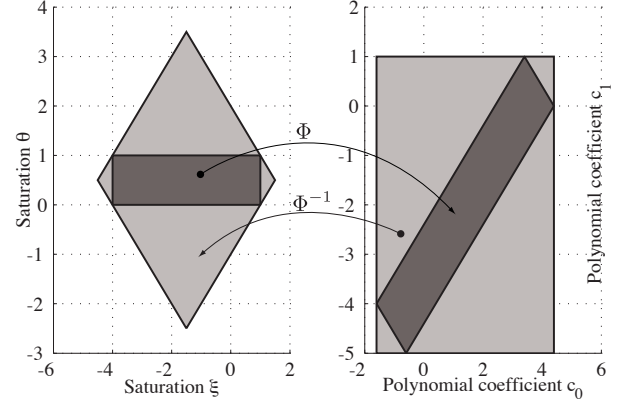 4
3
2
1
0
-1
-2
-3
Saturation θ
-6 -4 -2 0 2
Saturation ξ
Φ
Φ⁻¹
1
0
-1
-2
-3
-4
-5
-2 0 2 4 6
Polynomial coefficient c₀
Polynomial coefficient c₁